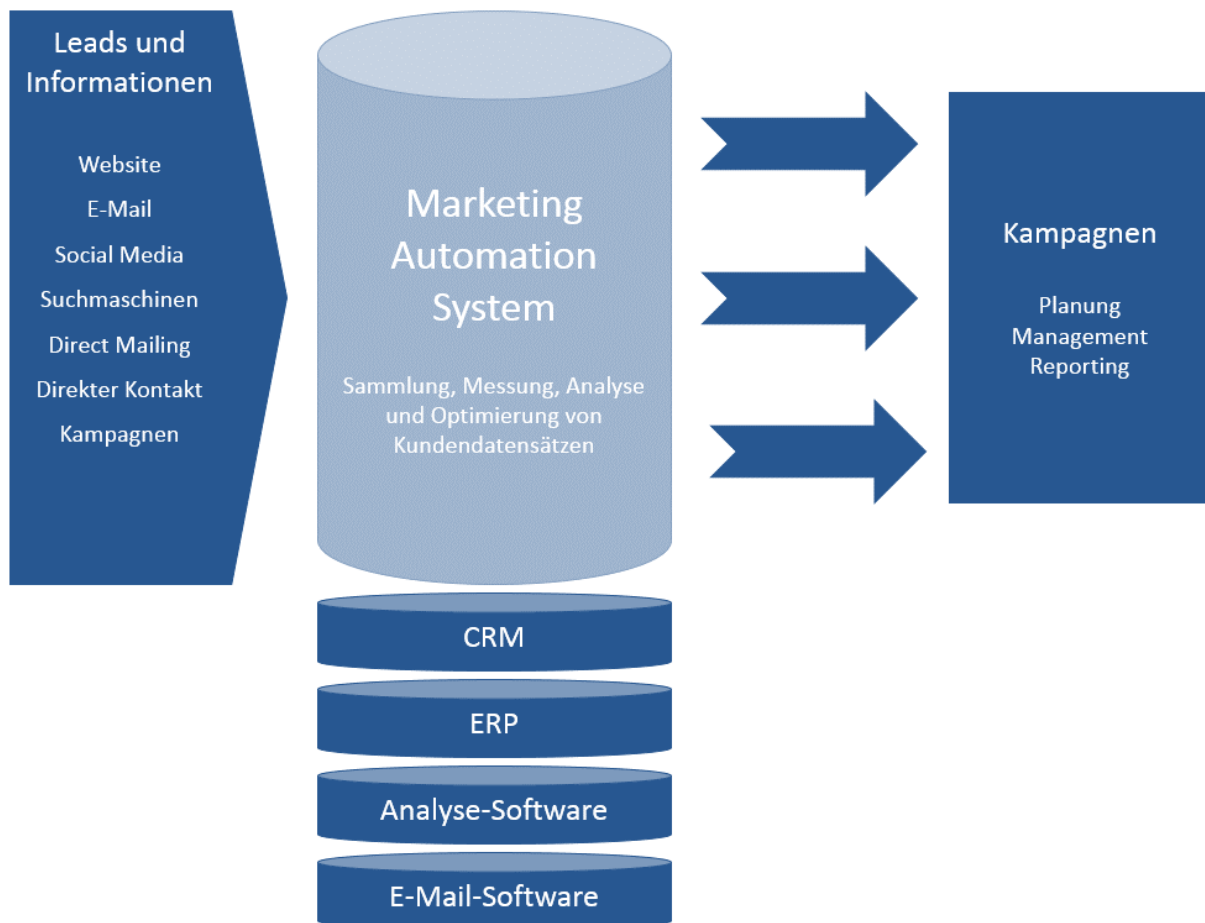 Leads und
Informationen
Website
E-Mail
Social Media
Suchmaschinen
Direct Mailing
Direkter Kontakt
Kampagnen
Marketing
Automation
System
Sammlung, Messung, Analyse
und Optimierung von
Kundendatensätzen
CRM
ERP
Analyse-Software
E-Mail-Software
Kampagnen
Planung
Management
Reporting